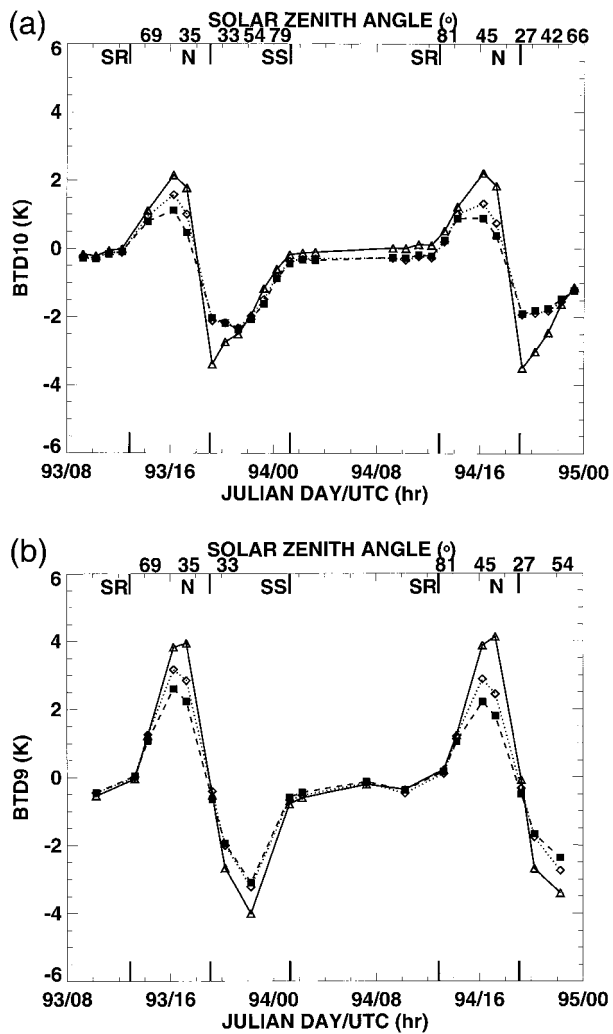 (a)
SOLAR ZENITH ANGLE (o)
69 35 33 54 79 81 45 27 42 66
SR N SS SR N
6
4
2
0
-2
-4
-6
BTD10 (K)
93/08 93/16 94/00 94/08 94/16 95/00
JULIAN DAY/UTC (hr)
(b)
SOLAR ZENITH ANGLE (o)
69 35 33 81 45 27 54
SR N SS SR N
6
4
2
0
-2
-4
-6
BTD9 (K)
93/08 93/16 94/00 94/08 94/16 95/00
JULIAN DAY/UTC (hr)